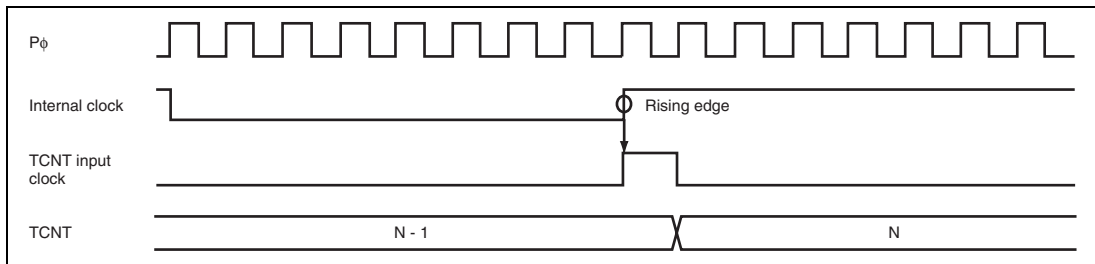 Pϕ
Internal clock
Rising edge
TCNT input
clock
TCNT
N - 1
N